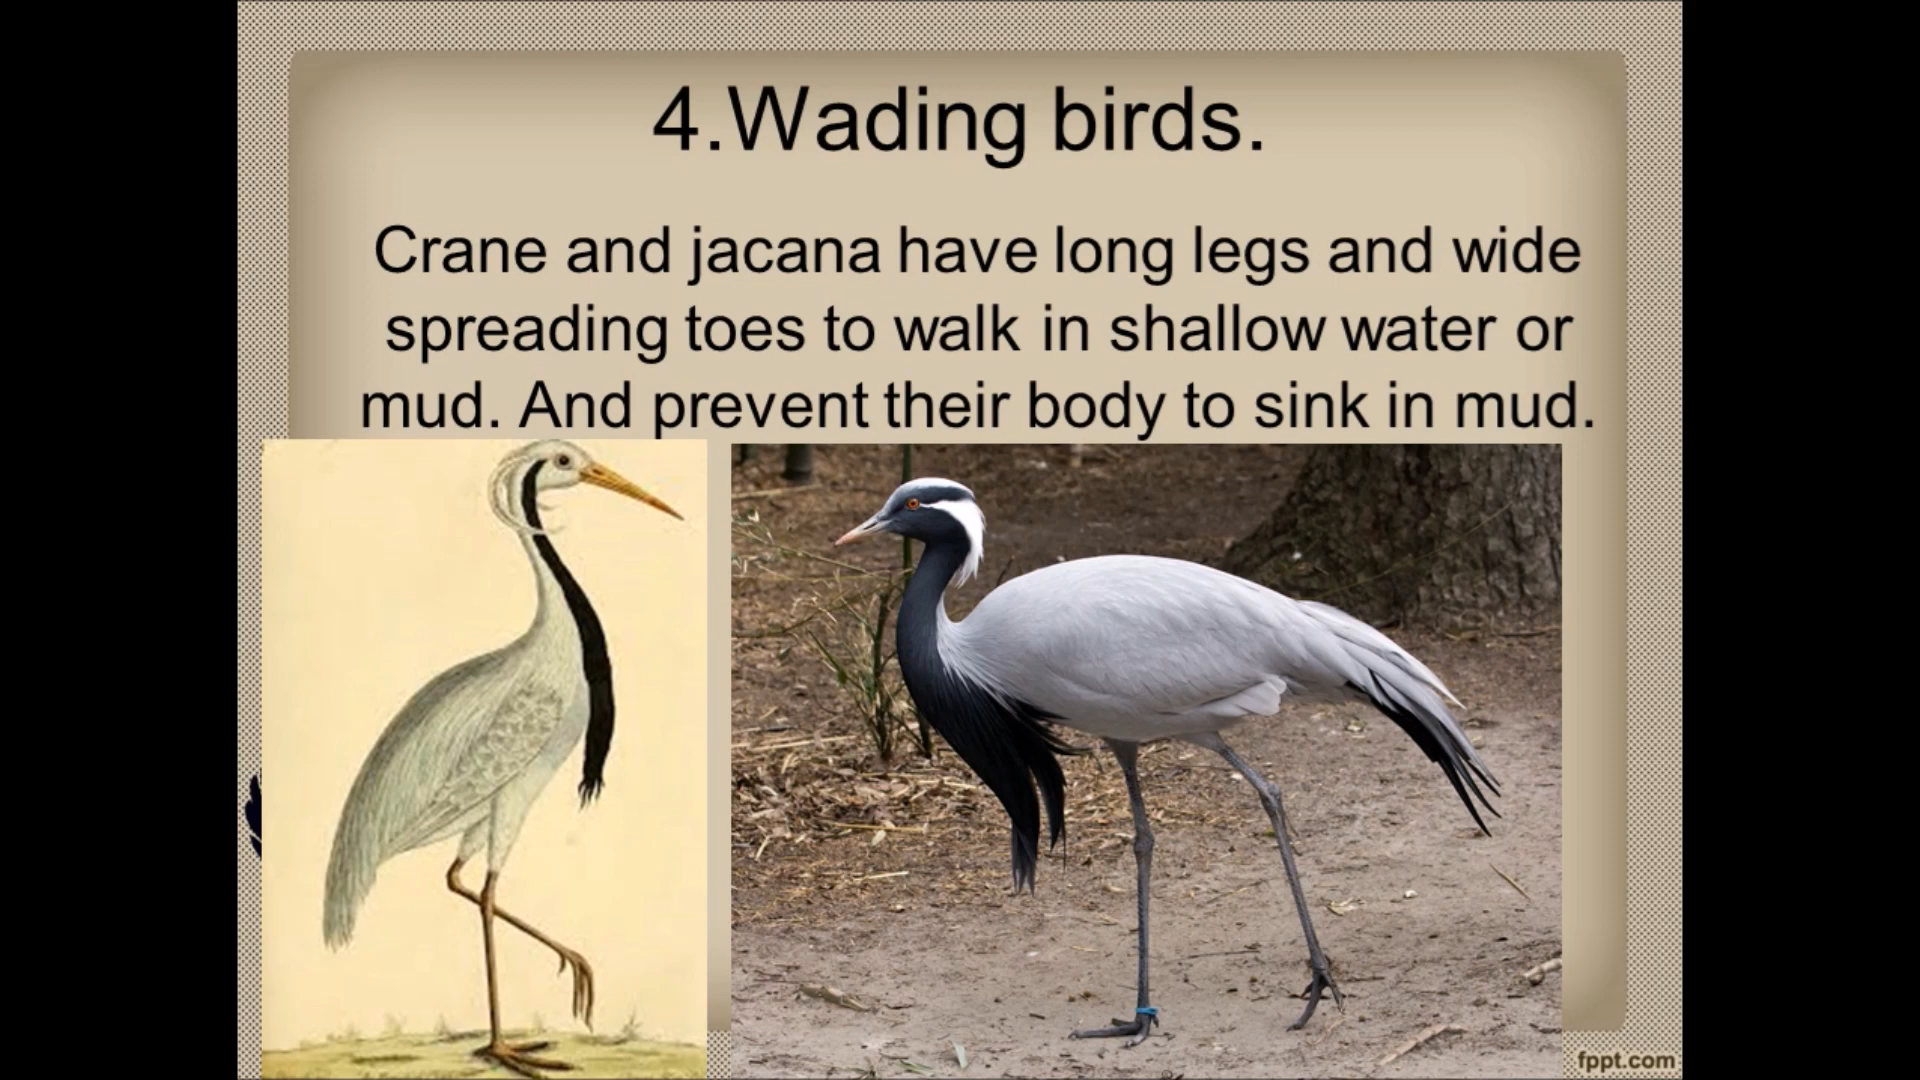 4.Wading birds.
Crane and jacana have long legs and wide
spreading toes to walk in shallow water or
mud. And prevent their body to sink in mud.
fppt.com